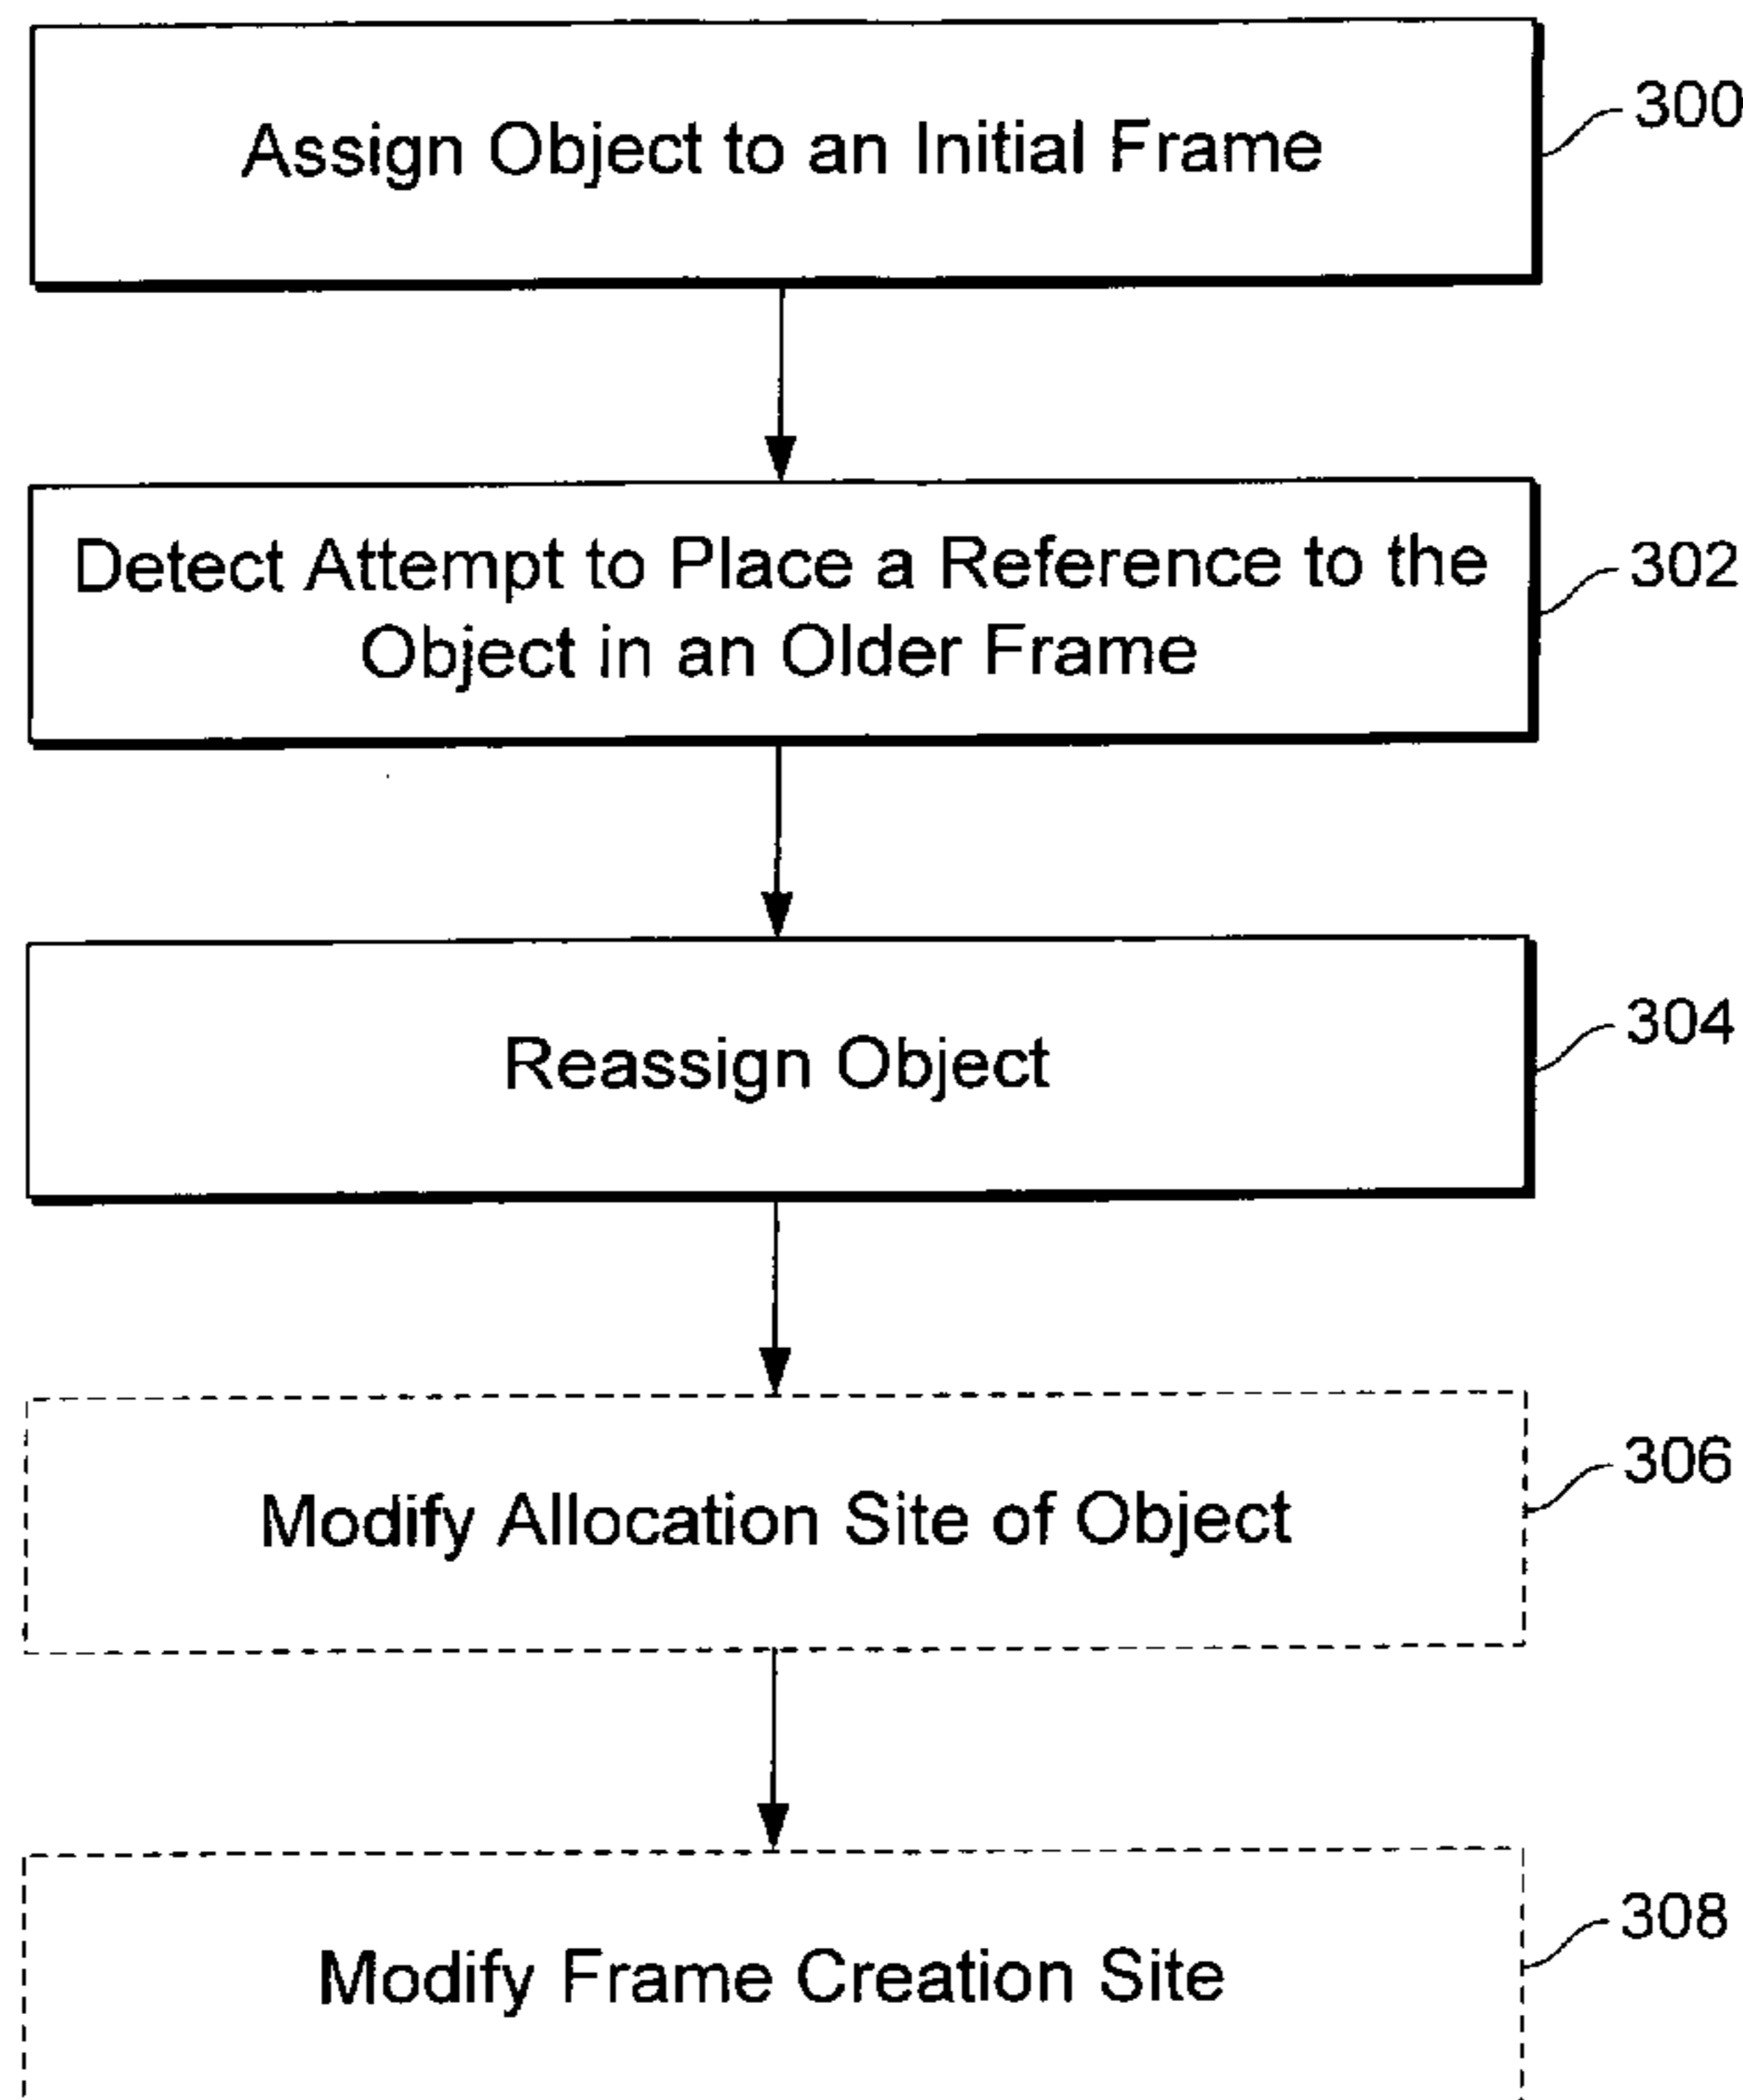 Assign Object to an Initial Frame
300
Detect Attempt to Place a Reference to the
Object in an Older Frame
302
Reassign Object
304
Modify Allocation Site of Object
306
Modify Frame Creation Site
308